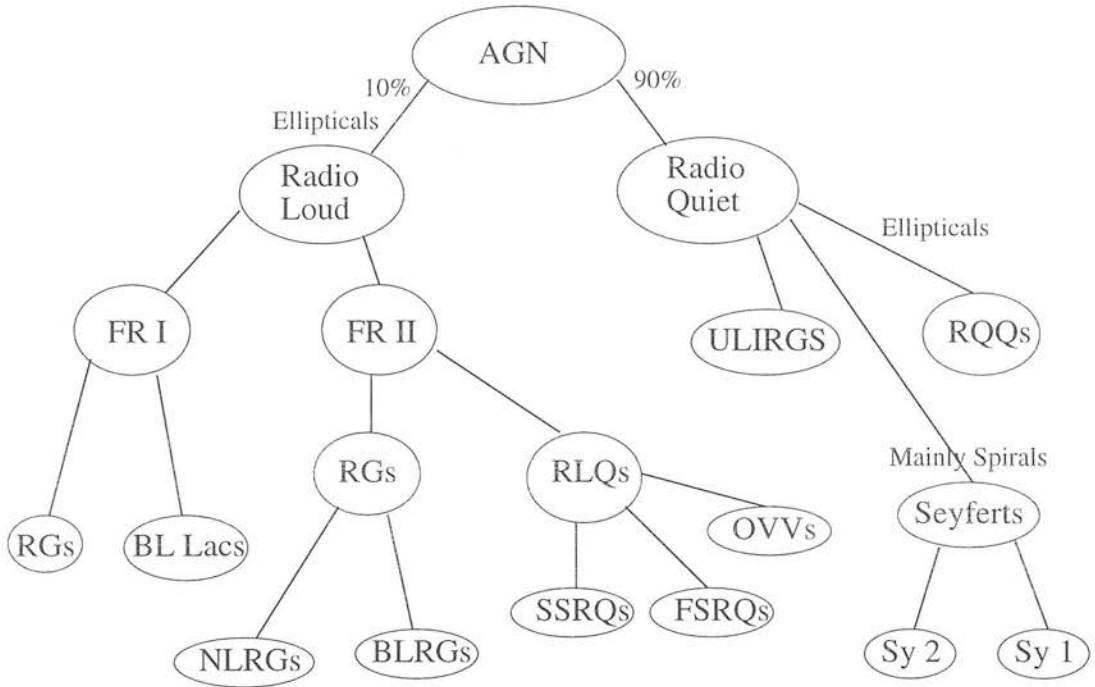 AGN
10%
90%
Ellipticals
Radio
Loud
Radio
Quiet
Ellipticals
FR I
FR II
ULIRGS
RQQs
RGs
RLQs
Mainly Spirals
Seyferts
RGs
BL Lacs
OVVs
SSRQs
FSRQs
NLRGs
BLRGs
Sy 2
Sy 1